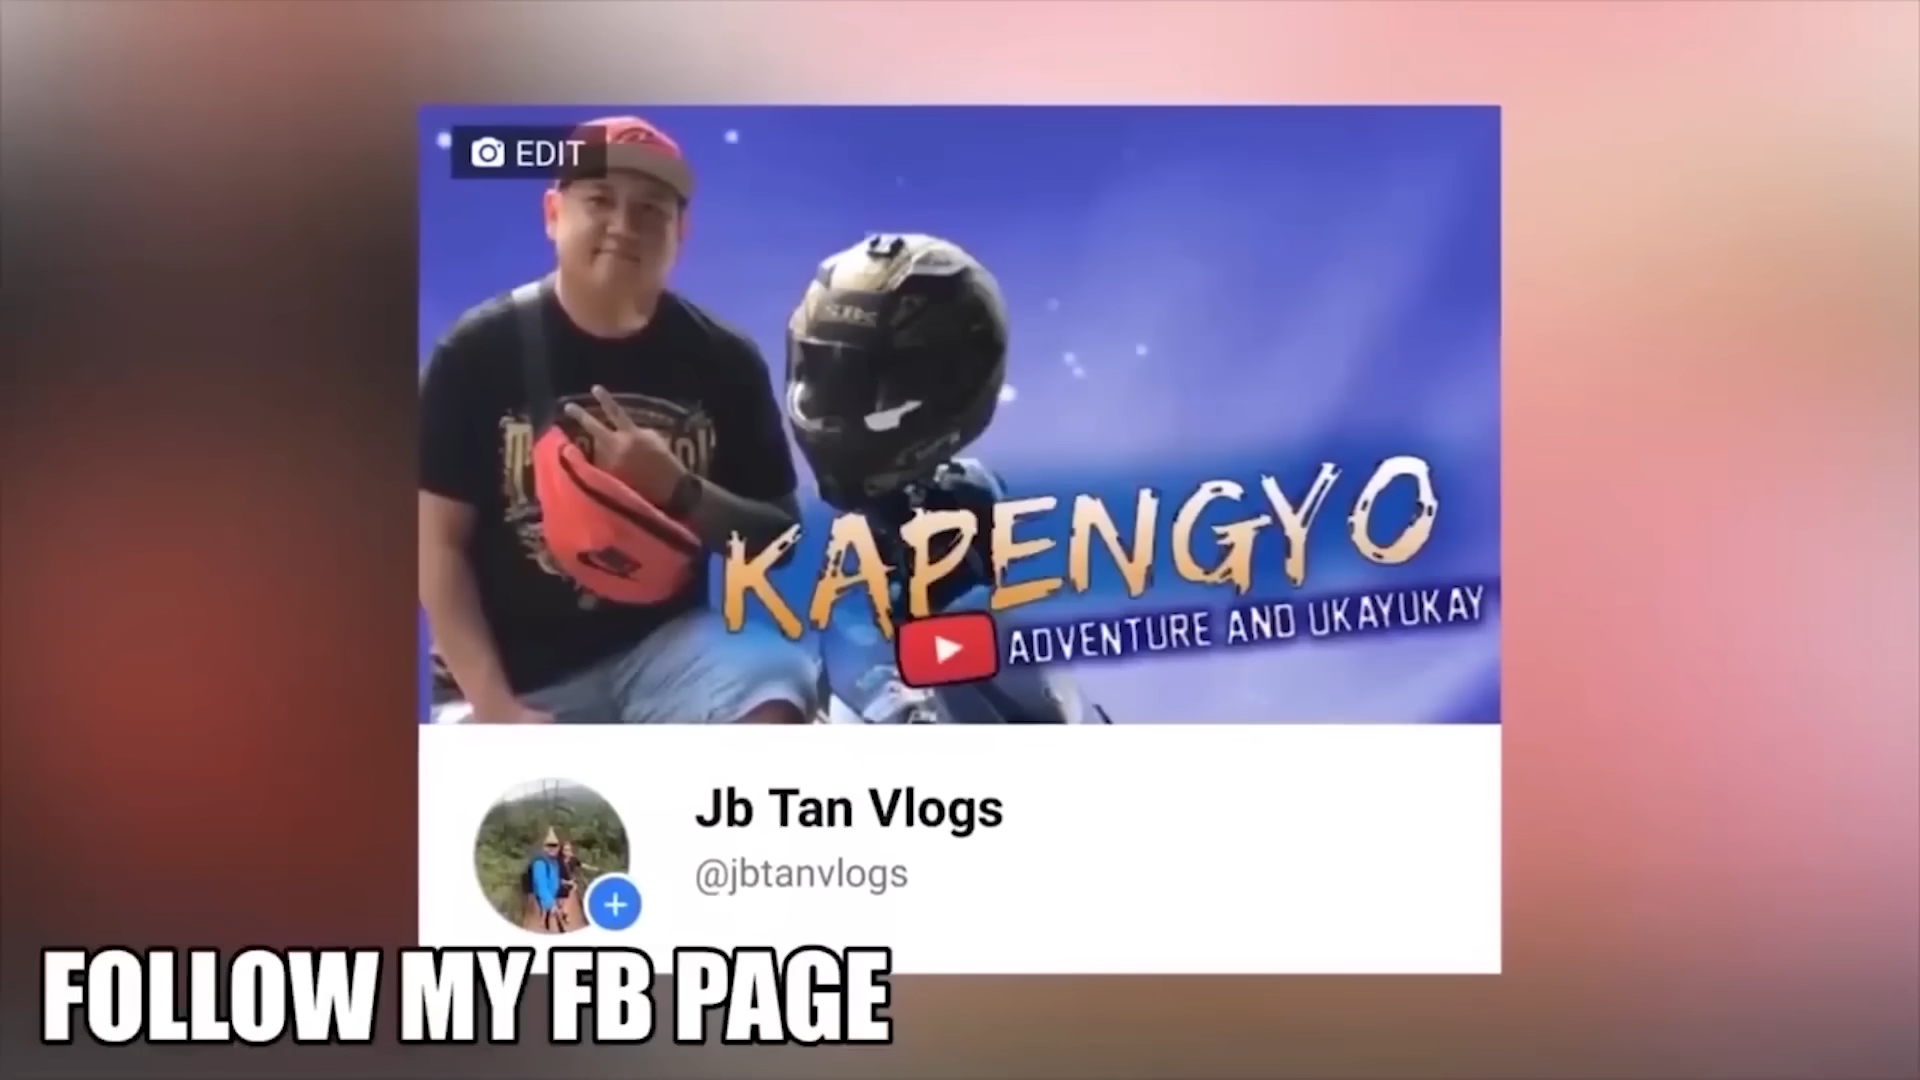 EDIT
KAPENGYO
ADVENTURE AND UKAYUKAY
Jb Tan Vlogs
@jbtanvlogs
FOLLOW MY FB PAGE